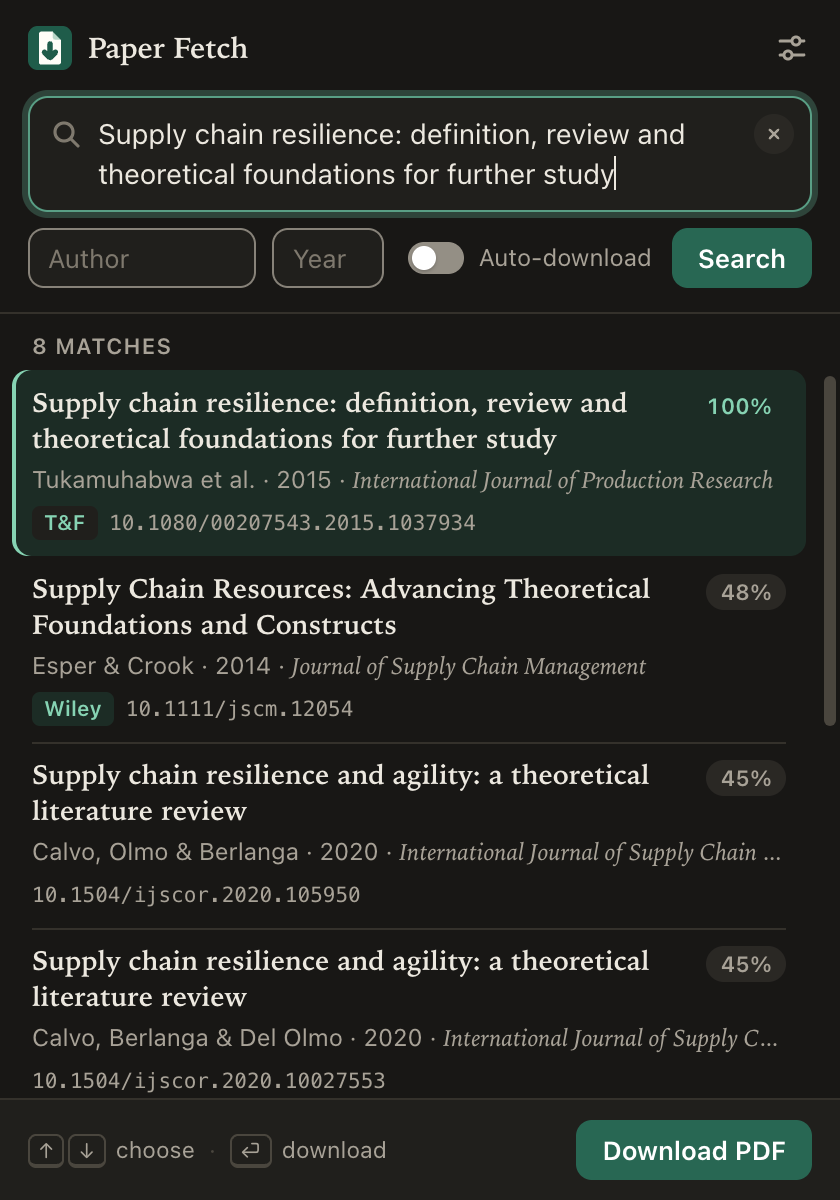 Paper Fetch
Supply chain resilience: definition, review and
theoretical foundations for further study
Author
Year
Auto-download
Search
8 MATCHES
Supply chain resilience: definition, review and
100%
theoretical foundations for further study
Tukamuhabwa et al. · 2015 · International Journal of Production Research
T&F 10.1080/00207543.2015.1037934
Supply Chain Resources: Advancing Theoretical
48%
Foundations and Constructs
Esper & Crook · 2014 · Journal of Supply Chain Management
Wiley 10.1111/jscm.12054
Supply chain resilience and agility: a theoretical
45%
literature review
Calvo, Olmo & Berlanga · 2020 · International Journal of Supply Chain ...
10.1504/ijscor.2020.105950
Supply chain resilience and agility: a theoretical
45%
literature review
Calvo, Berlanga & Del Olmo · 2020 · International Journal of Supply C...
10.1504/ijscor.2020.10027553
↑ ↓ choose · ↵ download
Download PDF